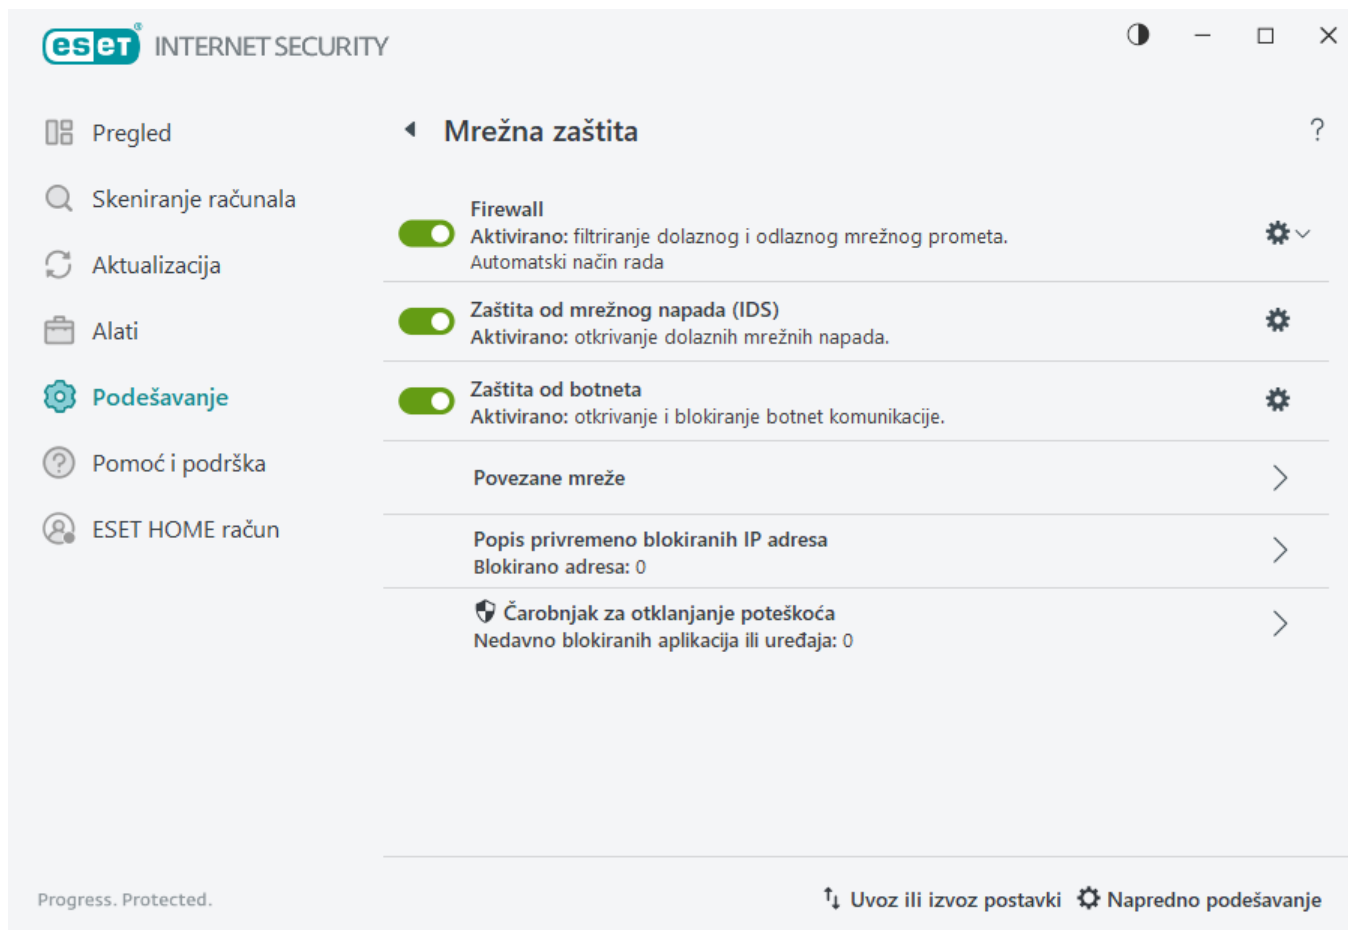 eset® INTERNET SECURITY
Pregled
Skeniranje računala
Aktualizacija
Alati
Podešavanje
Pomoć i podrška
ESET HOME račun
Mrežna zaštita
?
Firewall
Aktivirano: filtriranje dolaznog i odlaznog mrežnog prometa.
Automatski način rada
Zaštita od mrežnog napada (IDS)
Aktivirano: otkrivanje dolaznih mrežnih napada.
Zaštita od botneta
Aktivirano: otkrivanje i blokiranje botnet komunikacije.
Povezane mreže
Popis privremeno blokiranih IP adresa
Blokirano adresa: 0
Čarobnjak za otklanjanje poteškoća
Nedavno blokiranih aplikacija ili uređaja: 0
Progress. Protected.
Uvoz ili izvoz postavki
Napredno podešavanje